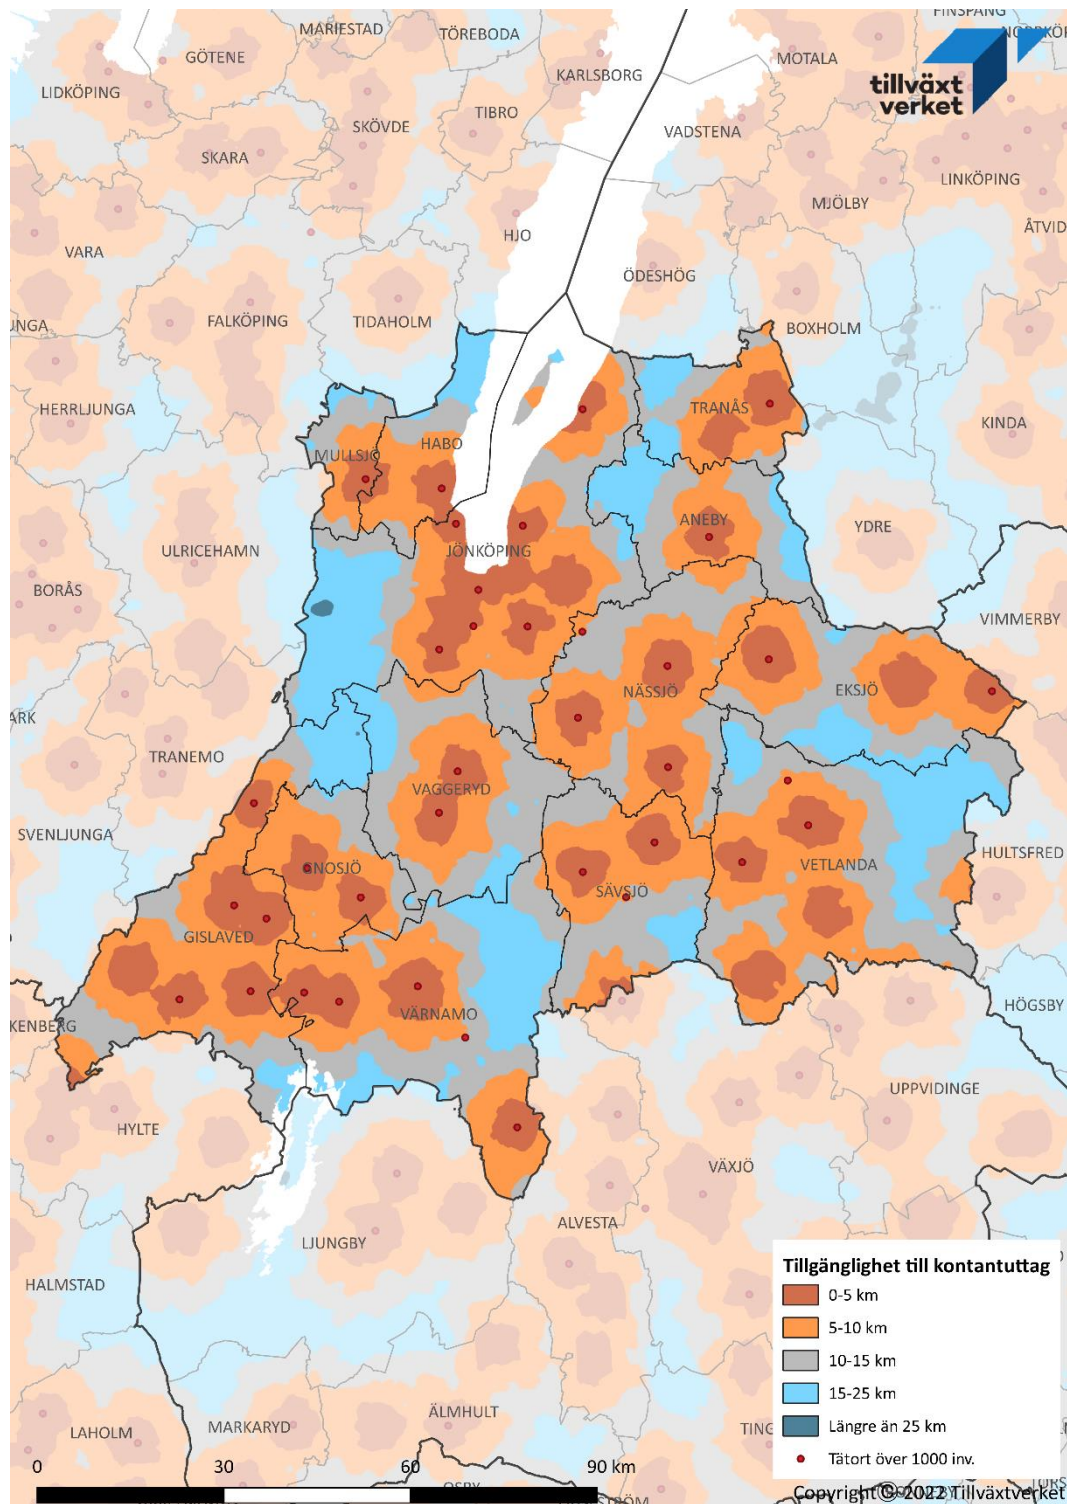 FINSPÅNG
MARIESTAD
TÖREBODA
GÖTENE
MOTALA
KARLSBORG
tillväxt
verket
LIDKÖPING
TIBRO
SKÖVDE
VADSTENA
SKARA
LINKÖPING
MJÖLBY
HJO
ÅTVID
VARA
ÖDESHÖG
FALKÖPING
TIDAHOLM
BOXHOLM
HERRLJUNGA
TRANÅS
KINDA
HABO
MULLSJÖ
ANEBY
YDRE
ULRICEHAMN
JÖNKÖPING
BORÅS
VIMMERBY
NÄSSJÖ
EKSJÖ
ARK
TRANEMO
VAGGERYD
SVENLJUNGA
HULTSFRED
GNOSJÖ
VETLANDA
SÄVSJÖ
GISLAVED
HÖGSBY
VÄRNAMO
KENBERG
UPPVIDINGE
HYLTE
VÄXJÖ
ALVESTA
LJUNGBY
HALMSTAD
Tillgänglighet till kontantuttag
0-5 km
5-10 km
10-15 km
15-25 km
Längre än 25 km
Tätort över 1000 inv.
ÄLMHULT
MARKARYD
LAHOLM
TING
0 30 60 90 km
Copyright © 2022 Tillväxtverket